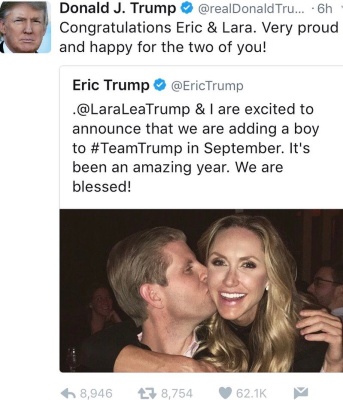 Donald J. Trump @realDonaldTru... · 6h
Congratulations Eric & Lara. Very proud
and happy for the two of you!
Eric Trump @EricTrump
.@LaraLeaTrump & I are excited to
announce that we are adding a boy
to #TeamTrump in September. It's
been an amazing year. We are
blessed!
8,946 8,754 62.1K